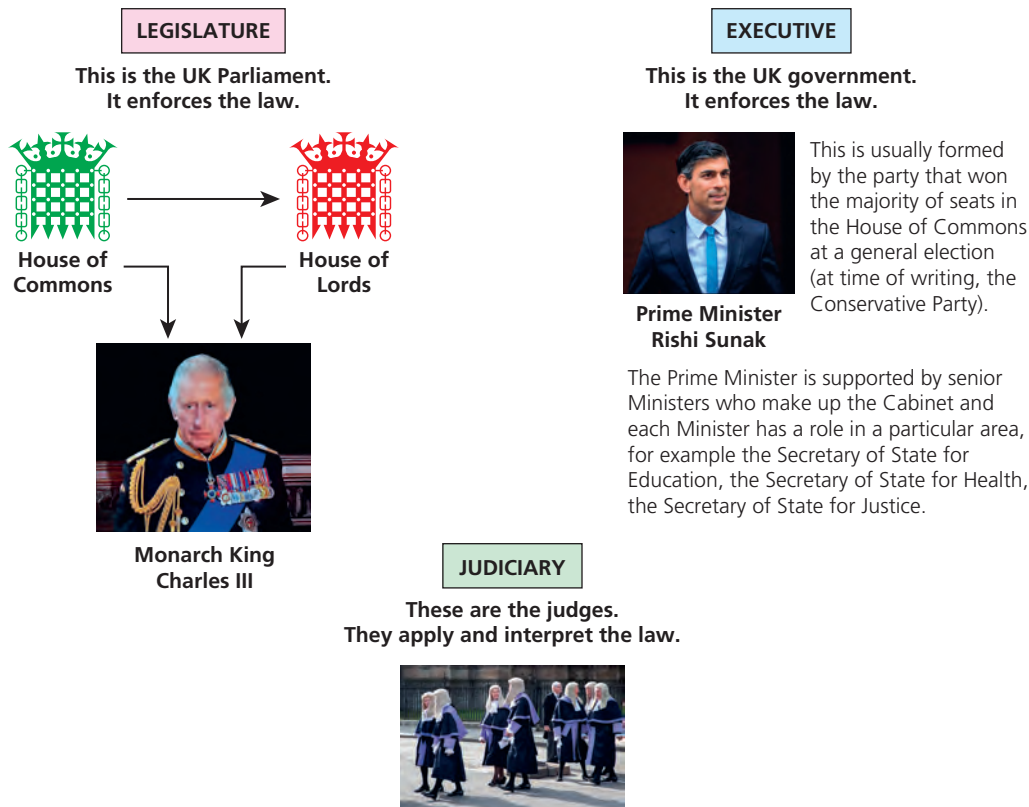 LEGISLATURE
This is the UK Parliament.
It enforces the law.
House of
Commons
House of
Lords
Monarch King
Charles III
EXECUTIVE
This is the UK government.
It enforces the law.
Prime Minister
Rishi Sunak
This is usually formed
by the party that won
the majority of seats in
the House of Commons
at a general election
(at time of writing, the
Conservative Party).
The Prime Minister is supported by senior
Ministers who make up the Cabinet and
each Minister has a role in a particular area,
for example the Secretary of State for
Education, the Secretary of State for Health,
the Secretary of State for Justice.
JUDICIARY
These are the judges.
They apply and interpret the law.